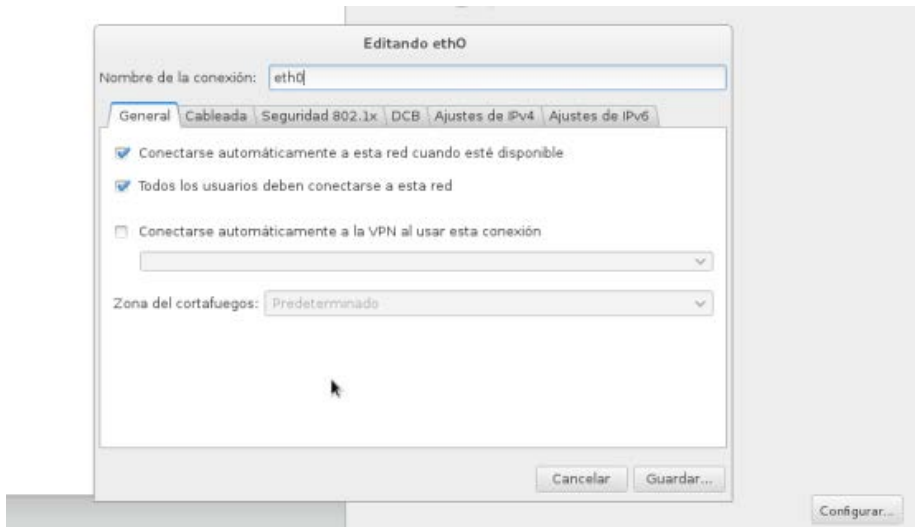 Editando eth0
Nombre de la conexión: eth0
General Cableada Seguridad 802.1x DCB Ajustes de IPv4 Ajustes de IPv6
Conectarse automáticamente a esta red cuando esté disponible
Todos los usuarios deben conectarse a esta red
Conectarse automáticamente a la VPN al usar esta conexión
Zona del cortafuegos: Predeterminado
Cancelar Guardar...
Configurar...